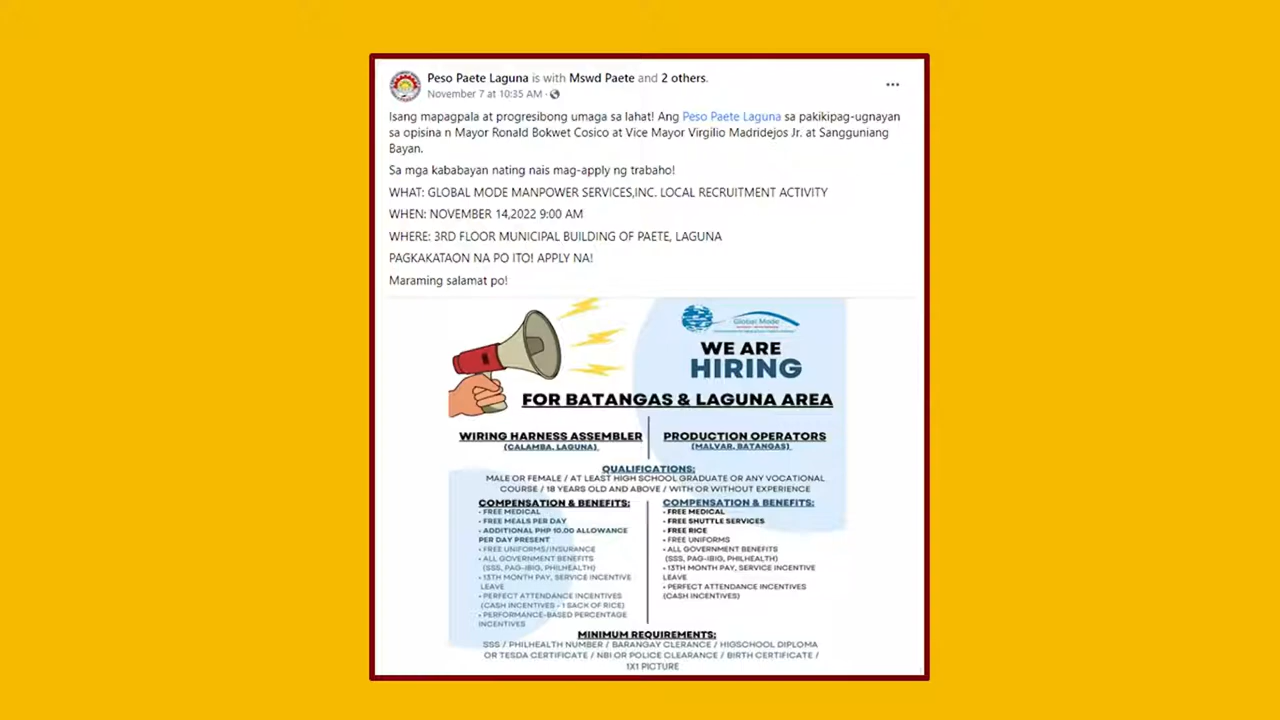 Peso Paete Laguna is with Mswd Paete and 2 others.
November 7 at 10:35 AM ·
Isang mapagpala at progresibong umaga sa lahat! Ang Peso Paete Laguna sa pakikipag-ugnayan
sa opisina n Mayor Ronald Bokwet Cosico at Vice Mayor Virgilio Madridejos Jr. at Sangguniang
Bayan.
Sa mga kababayan nating nais mag-apply ng trabaho!
WHAT: GLOBAL MODE MANPOWER SERVICES,INC. LOCAL RECRUITMENT ACTIVITY
WHEN: NOVEMBER 14,2022 9:00 AM
WHERE: 3RD FLOOR MUNICIPAL BUILDING OF PAETE, LAGUNA
PAGKAKATAON NA PO ITO! APPLY NA!
Maraming salamat po!
Global Mode
WE ARE
HIRING
FOR BATANGAS & LAGUNA AREA
WIRING HARNESS ASSEMBLER
(CALAMBA, LAGUNA)
PRODUCTION OPERATORS
(MALVAR, BATANGAS)
QUALIFICATIONS:
MALE OR FEMALE / AT LEAST HIGH SCHOOL GRADUATE OR ANY VOCATIONAL
COURSE / 18 YEARS OLD AND ABOVE / WITH OR WITHOUT EXPERIENCE
COMPENSATION & BENEFITS:
• FREE MEDICAL
• FREE MEALS PER DAY
• ADDITIONAL PHP 10.00 ALLOWANCE
PER DAY PRESENT
• FREE UNIFORMS/INSURANCE
• ALL GOVERNMENT BENEFITS
(SSS, PAG-IBIG, PHILHEALTH)
• 13TH MONTH PAY, SERVICE INCENTIVE
LEAVE
• PERFECT ATTENDANCE INCENTIVES
(CASH INCENTIVES + 1 SACK OF RICE)
• PERFORMANCE-BASED PERCENTAGE
INCENTIVES
COMPENSATION & BENEFITS:
• FREE MEDICAL
• FREE SHUTTLE SERVICES
• FREE RICE
• FREE UNIFORMS
• ALL GOVERNMENT BENEFITS
(SSS, PAG-IBIG, PHILHEALTH)
• 13TH MONTH PAY, SERVICE INCENTIVE
LEAVE
• PERFECT ATTENDANCE INCENTIVES
(CASH INCENTIVES)
MINIMUM REQUIREMENTS:
SSS / PHILHEALTH NUMBER / BARANGAY CLERANCE / HIGSCHOOL DIPLOMA
OR TESDA CERTIFICATE / NBI OR POLICE CLEARANCE / BIRTH CERTIFICATE /
1X1 PICTURE